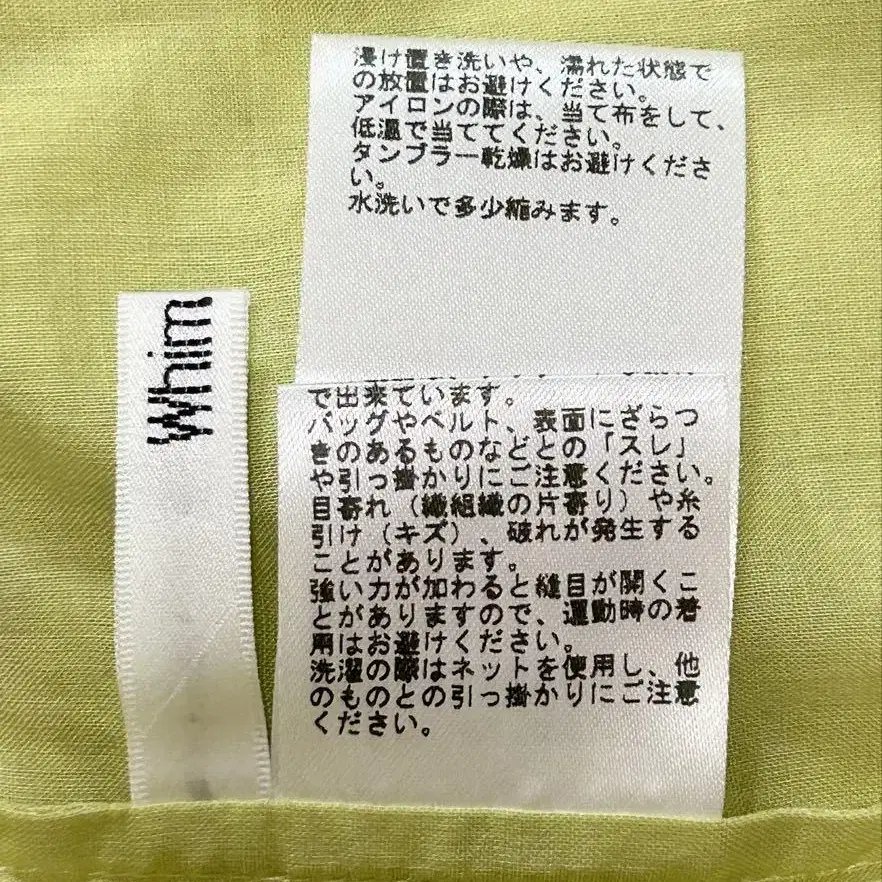 浸け置き洗いや、濡れた状態で
の放置はお避けください。
アイロンの際は、当て布をして、
低温で当ててください。
タンブラー乾燥はお避けくださ
い。
水洗いで多少縮みます。
Whim
で出来ています。
バッグやベルト、表面にざらつ
きのあるものなどとの「スレ」
や引っ掛かりにご注意ください。
目寄れ（織組織の片寄り）や糸
引け（キズ）、破れが発生する
ことがあります。
強い力が加わると縫目が開くこ
とがありますので、運動時の着
用はお避けください。
洗濯の際はネットを使用し、他
のものとの引っ掛かりにご注意
ください。